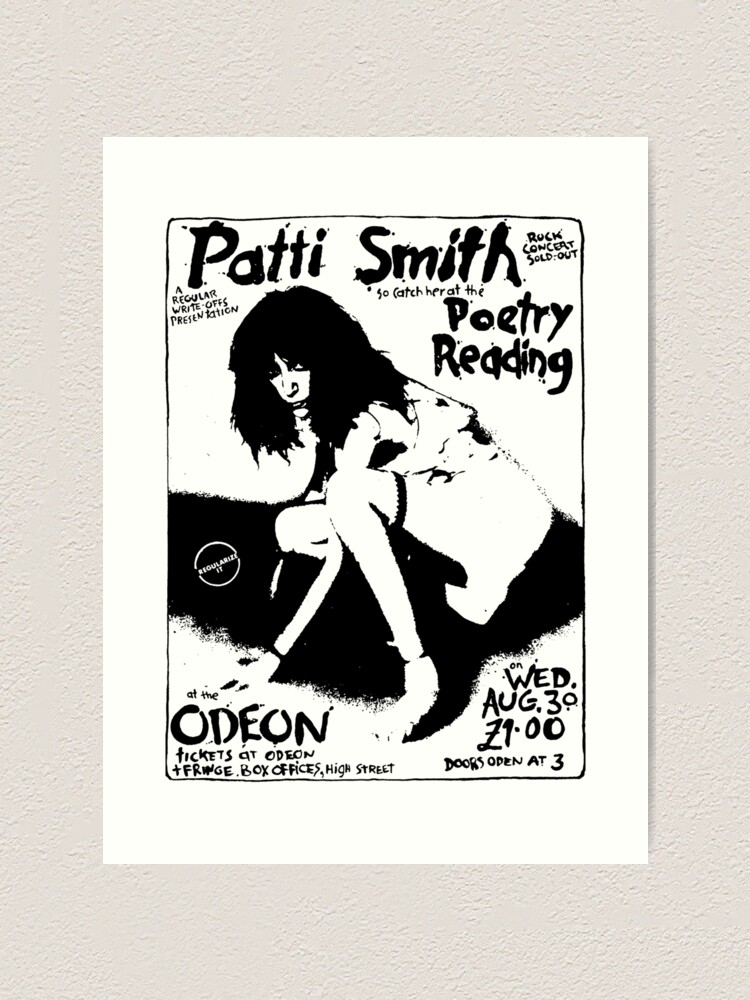 Patti Smith
ROCK
CONCERT
SOLD-OUT
A
REGULAR
WRITE-OFFS
PRESENtatION
so catch her at the
Poetry
Reading
REGULARIZE
IT
at the
ODEON
tICKETS at ODEON
+ FRINGE. BOX OFFICES, HIGH STREET
on
WED.
AUG. 30
£1·00
DOORS OPEN AT 3